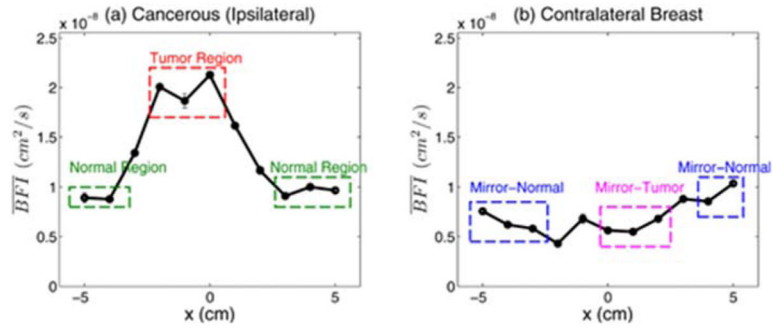 x 10⁻⁸ (a) Cancerous (Ipsilateral)
2.5
Tumor Region
2
1.5
Normal Region
Normal Region
1
0.5
0
BFI (cm²/s)
−5
0
5
x (cm)
x 10⁻⁸ (b) Contralateral Breast
2.5
2
1.5
Mirror−Normal
Mirror−Normal
Mirror−Tumor
1
0.5
0
BFI (cm²/s)
−5
0
5
x (cm)